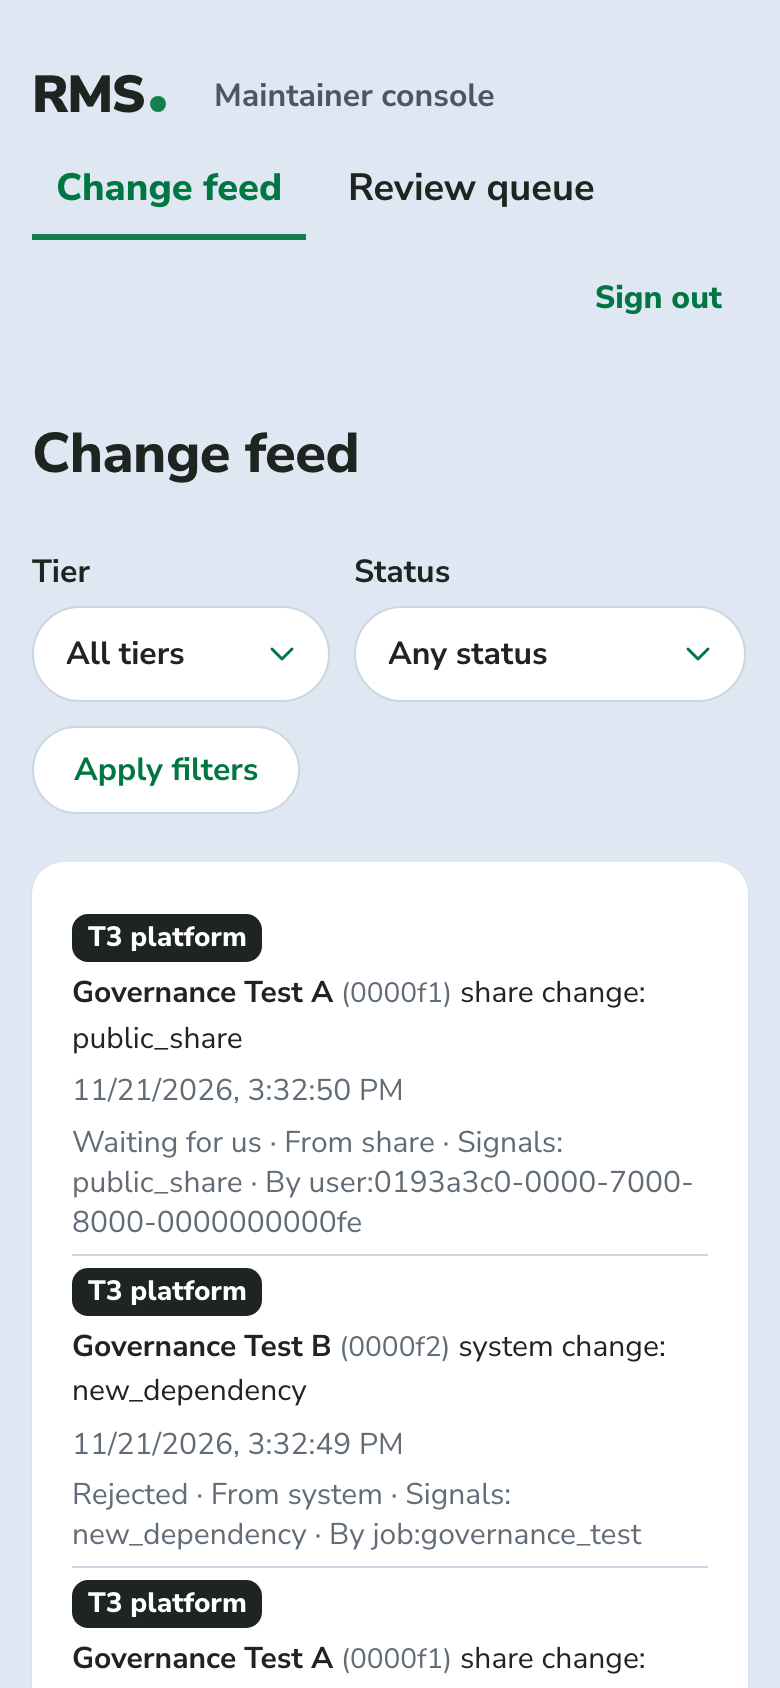 RMS. Maintainer console
Change feed Review queue
Sign out
Change feed
Tier Status
All tiers Any status
Apply filters
T3 platform
Governance Test A (0000f1) share change:
public_share
11/21/2026, 3:32:50 PM
Waiting for us · From share · Signals:
public_share · By user:0193a3c0-0000-7000-
8000-0000000000fe
T3 platform
Governance Test B (0000f2) system change:
new_dependency
11/21/2026, 3:32:49 PM
Rejected · From system · Signals:
new_dependency · By job:governance_test
T3 platform
Governance Test A (0000f1) share change: